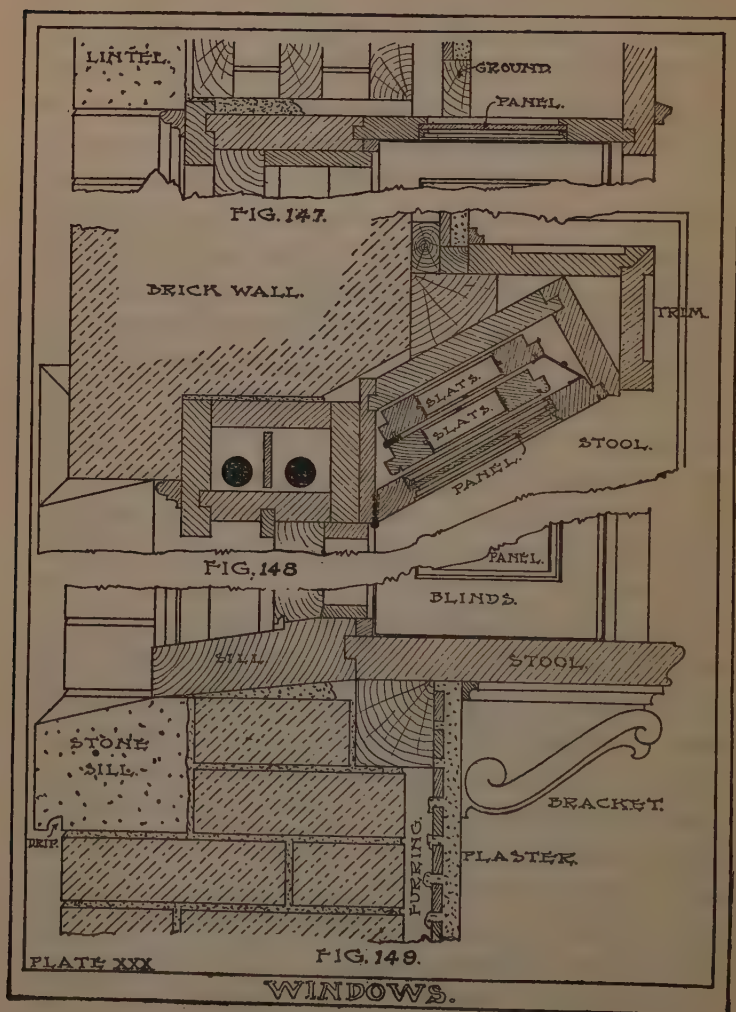 LINTEL.
GROUND.
PANEL.
FIG. 147.
BRICK WALL.
TRIM.
SLATS.
SLATS.
PANEL.
STOOL.
FIG. 148
PANEL.
BLINDS.
SILL
STOOL.
STONE
SILL.
BRACKET.
DRIP.
FURRING.
PLASTER.
FIG. 149.
PLATE XXX
WINDOWS.